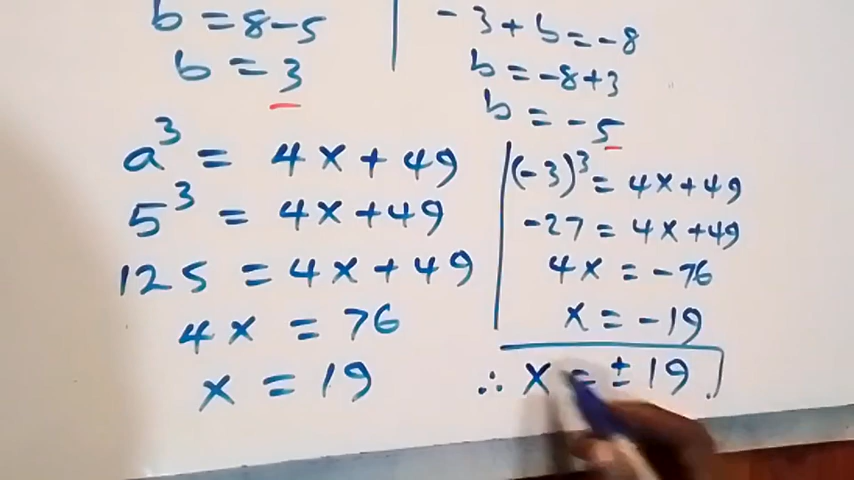 b = 8-5
b = 3
a³ = 4x+49
5³ = 4x+49
125 = 4x+49
4x = 76
x = 19
-3+b=-8
b = -8+3
b = -5
(-3)³ = 4x+49
-27 = 4x+49
4x = -76
x = -19
∴ x = ± 19